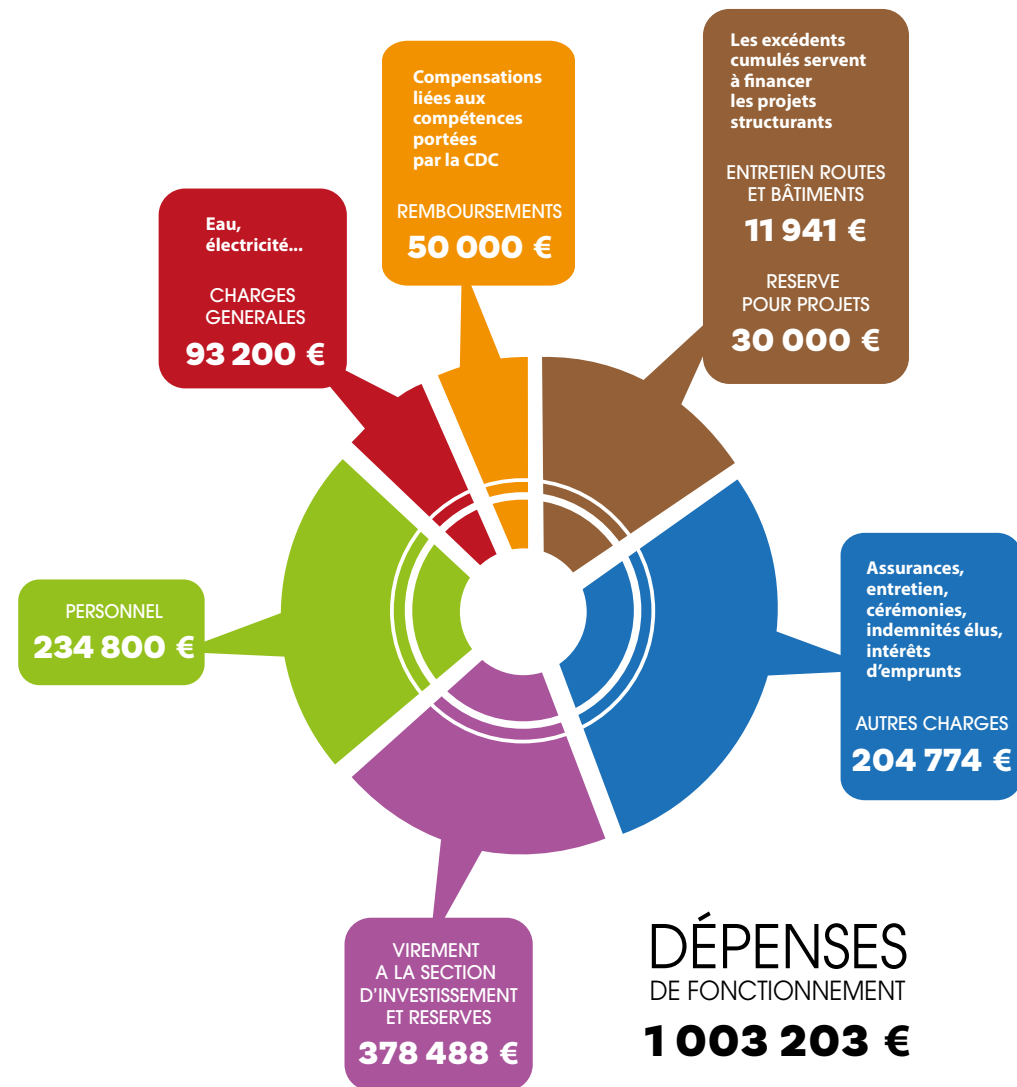 Les excédents
cumulés servent
à financer
les projets
structurants
ENTRETIEN ROUTES
ET BÂTIMENTS
11 941 €
RESERVE
POUR PROJETS
30 000 €
Compensations
liées aux
compétences
portées
par la CDC
REMBOURSEMENTS
50 000 €
Eau,
électricité...
CHARGES
GENERALES
93 200 €
PERSONNEL
234 800 €
Assurances,
entretien,
cérémonies,
indemnités élus,
intérêts
d'emprunts
AUTRES CHARGES
204 774 €
VIREMENT
A LA SECTION
D'INVESTISSEMENT
ET RESERVES
378 488 €
DÉPENSES
DE FONCTIONNEMENT
1 003 203 €